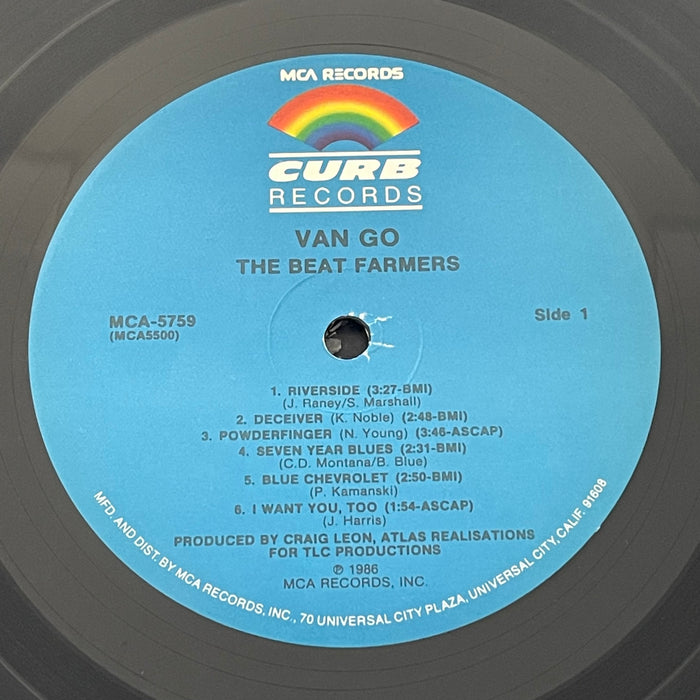 MCA RECORDS
CURB
RECORDS
VAN GO
THE BEAT FARMERS
MCA-5759
(MCA5500)
Side 1
1. RIVERSIDE (3:27-BMI)
(J. Raney/S. Marshall)
2. DECEIVER (K. Noble) (2:48-BMI)
3. POWDERFINGER (N. Young) (3:46-ASCAP)
4. SEVEN YEAR BLUES (2:31-BMI)
(C.D. Montana/B. Blue)
5. BLUE CHEVROLET (2:50-BMI)
(P. Kamanski)
6. I WANT YOU, TOO (1:54-ASCAP)
(J. Harris)
PRODUCED BY CRAIG LEON, ATLAS REALISATIONS
FOR TLC PRODUCTIONS
℗ 1986
MCA RECORDS, INC.
MFD. AND DIST. BY MCA RECORDS, INC., 70 UNIVERSAL CITY PLAZA, UNIVERSAL CITY, CALIF. 91608